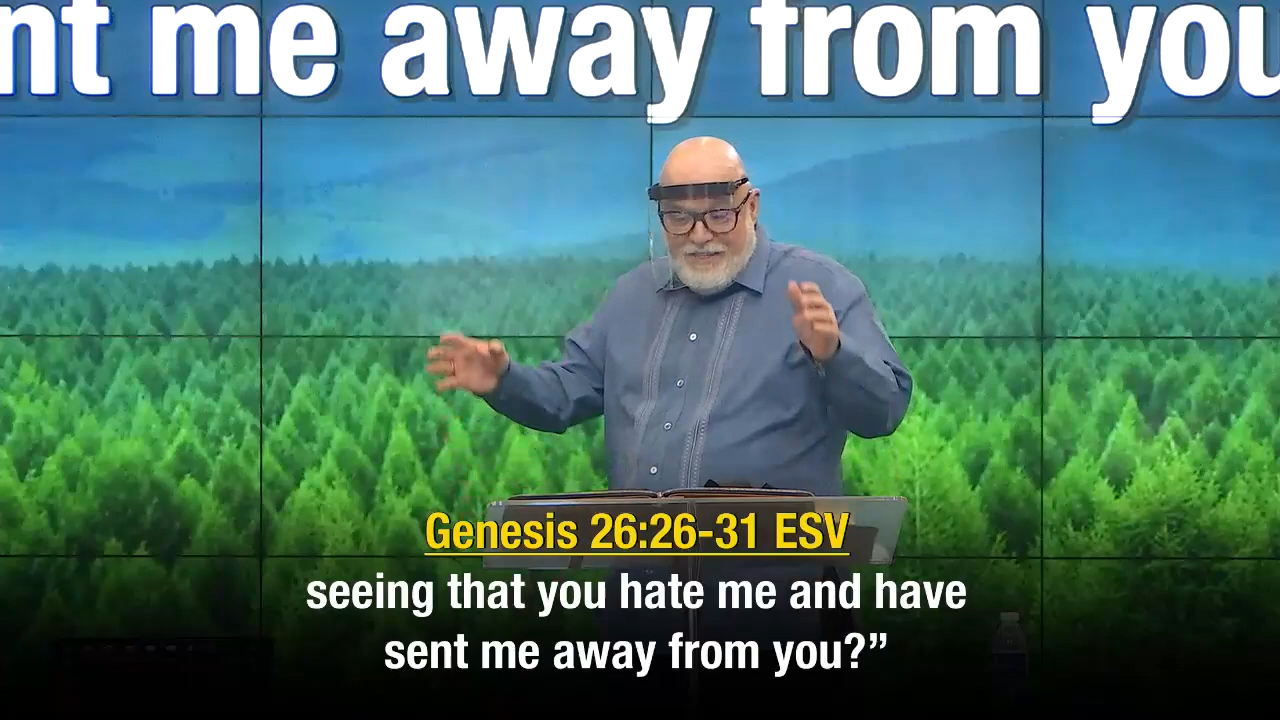 nt me away from you
Genesis 26:26-31 ESV
seeing that you hate me and have
sent me away from you?”